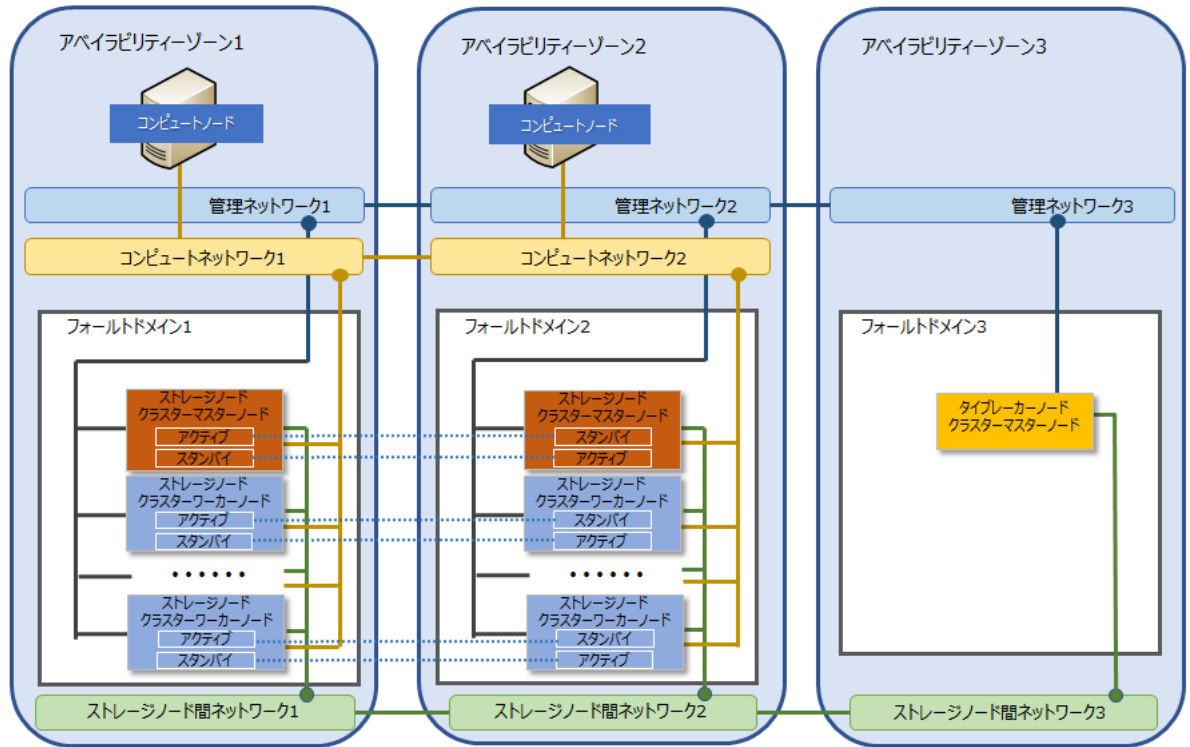 アベイラビリティーゾーン1
コンピュートノード
管理ネットワーク1
コンピュートネットワーク1
フォールトドメイン1
ストレージノード
クラスターマスターノード
アクティブ
スタンバイ
ストレージノード
クラスターワーカーノード
アクティブ
スタンバイ
・・・・・・
ストレージノード
クラスターワーカーノード
アクティブ
スタンバイ
ストレージノード間ネットワーク1
アベイラビリティーゾーン2
コンピュートノード
管理ネットワーク2
コンピュートネットワーク2
フォールトドメイン2
ストレージノード
クラスターマスターノード
スタンバイ
アクティブ
ストレージノード
クラスターワーカーノード
スタンバイ
アクティブ
・・・・・・
ストレージノード
クラスターワーカーノード
スタンバイ
アクティブ
ストレージノード間ネットワーク2
アベイラビリティーゾーン3
管理ネットワーク3
フォールトドメイン3
タイブレーカーノード
クラスターマスターノード
ストレージノード間ネットワーク3